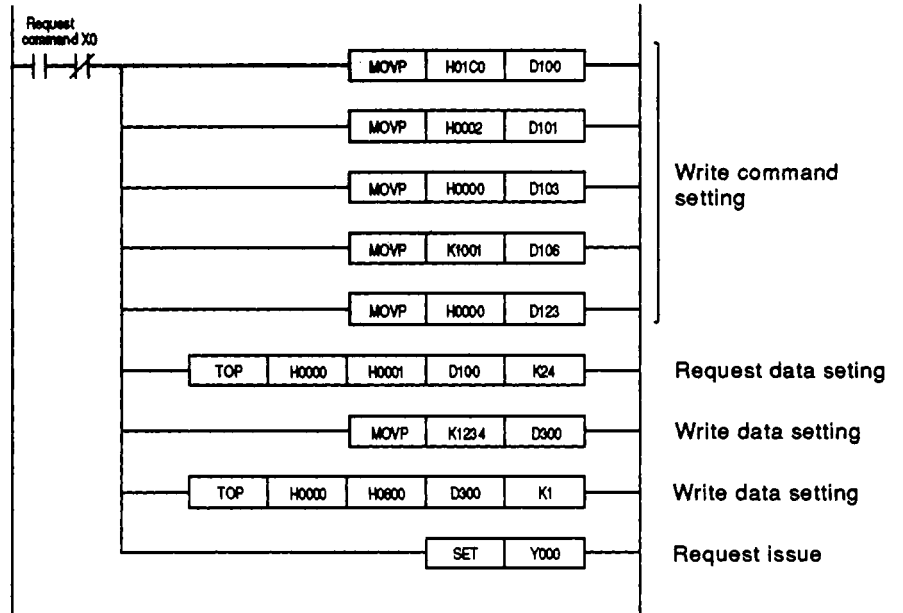 Request
command X0
MOVP H01C0 D100
MOVP H0002 D101
Write command
setting
MOVP H0000 D103
MOVP K1001 D106
MOVP H0000 D123
TOP H0000 H0001 D100 K24 Request data seting
MOVP K1234 D300 Write data setting
TOP H0000 H0800 D300 K1 Write data setting
SET Y000 Request issue